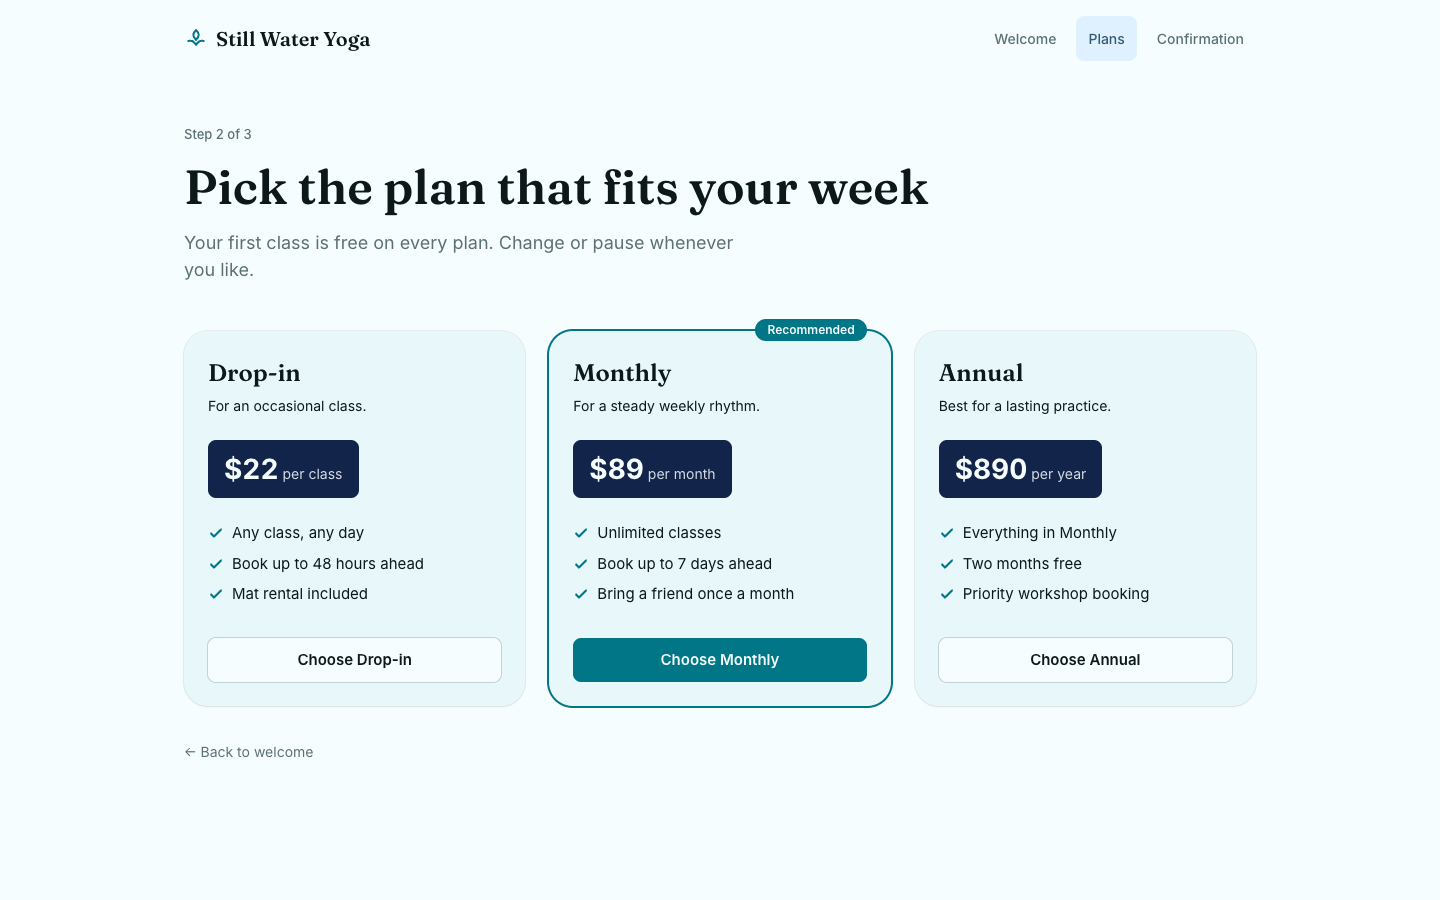 Still Water Yoga
Welcome
Plans
Confirmation
Step 2 of 3
Pick the plan that fits your week
Your first class is free on every plan. Change or pause whenever
you like.
Drop-in
For an occasional class.
$22 per class
Any class, any day
Book up to 48 hours ahead
Mat rental included
Choose Drop-in
Recommended
Monthly
For a steady weekly rhythm.
$89 per month
Unlimited classes
Book up to 7 days ahead
Bring a friend once a month
Choose Monthly
Annual
Best for a lasting practice.
$890 per year
Everything in Monthly
Two months free
Priority workshop booking
Choose Annual
← Back to welcome